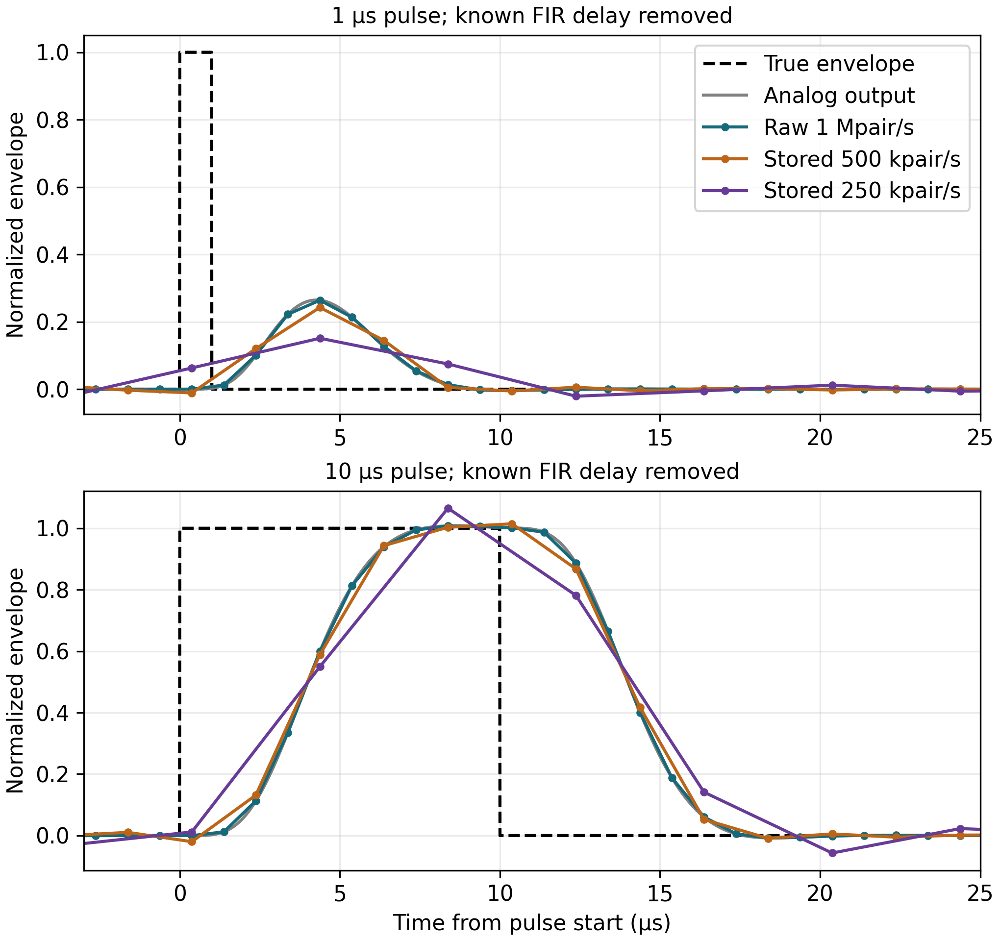 1 µs pulse; known FIR delay removed
Normalized envelope
1.0
0.8
0.6
0.4
0.2
0.0
True envelope
Analog output
Raw 1 Mpair/s
Stored 500 kpair/s
Stored 250 kpair/s
0 5 10 15 20 25
10 µs pulse; known FIR delay removed
Normalized envelope
1.0
0.8
0.6
0.4
0.2
0.0
0 5 10 15 20 25
Time from pulse start (µs)